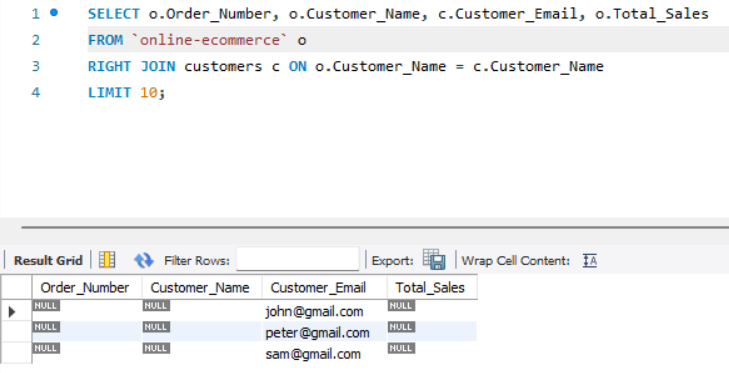 1 SELECT o.Order_Number, o.Customer_Name, c.Customer_Email, o.Total_Sales
2 FROM `online-ecommerce` o
3 RIGHT JOIN customers c ON o.Customer_Name = c.Customer_Name
4 LIMIT 10;
Result Grid Filter Rows: Export: Wrap Cell Content: IA
Order_Number Customer_Name Customer_Email Total_Sales
NULL NULL john@gmail.com NULL
NULL NULL peter@gmail.com NULL
NULL NULL sam@gmail.com NULL